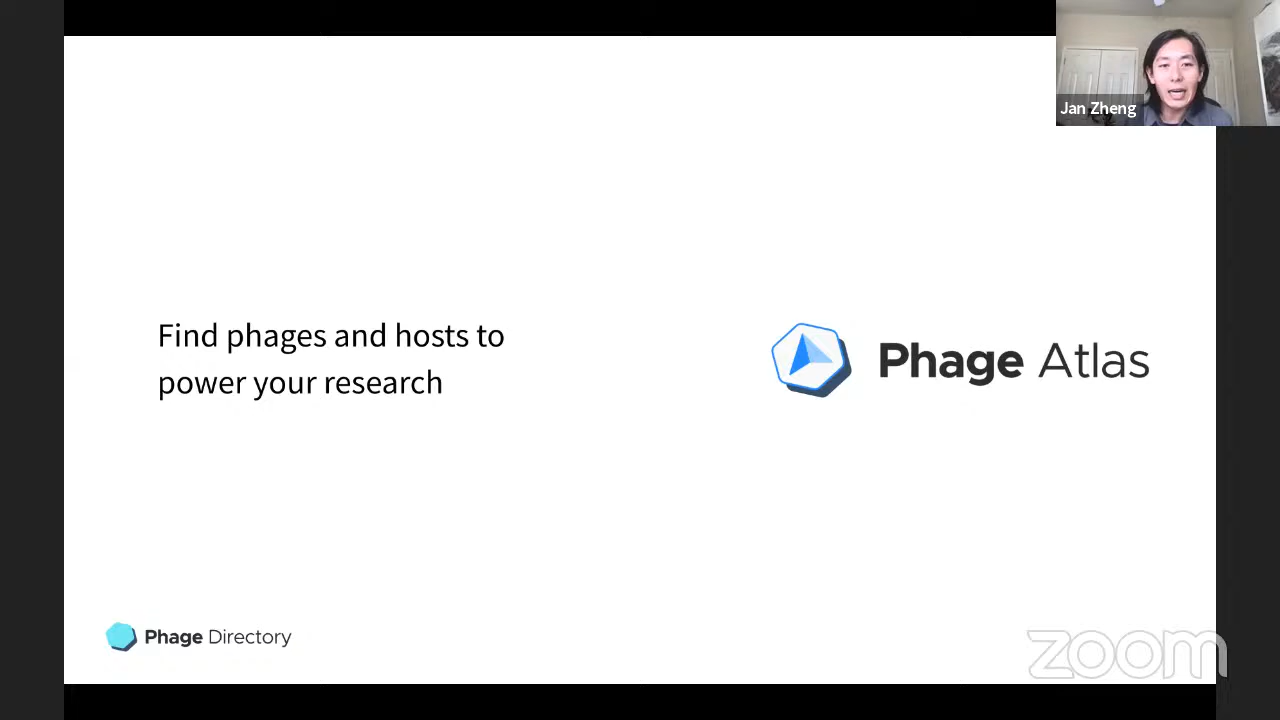 Jan Zheng
Find phages and hosts to
power your research
Phage Atlas
Phage Directory
zoom